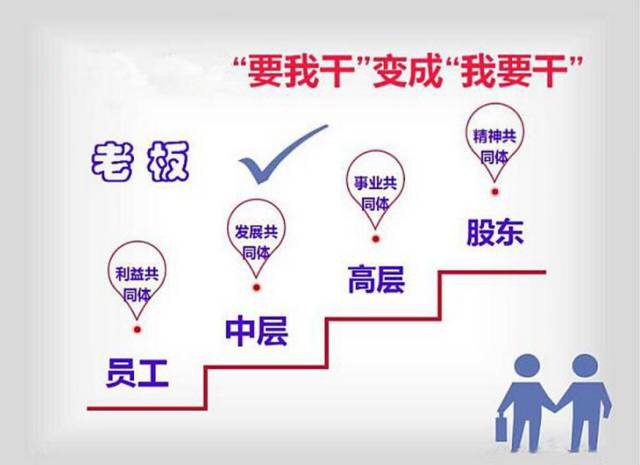 “要我干”变成“我要干”
老板
精神共
同体
事业共
同体
股东
发展共
同体
高层
利益共
同体
中层
员工